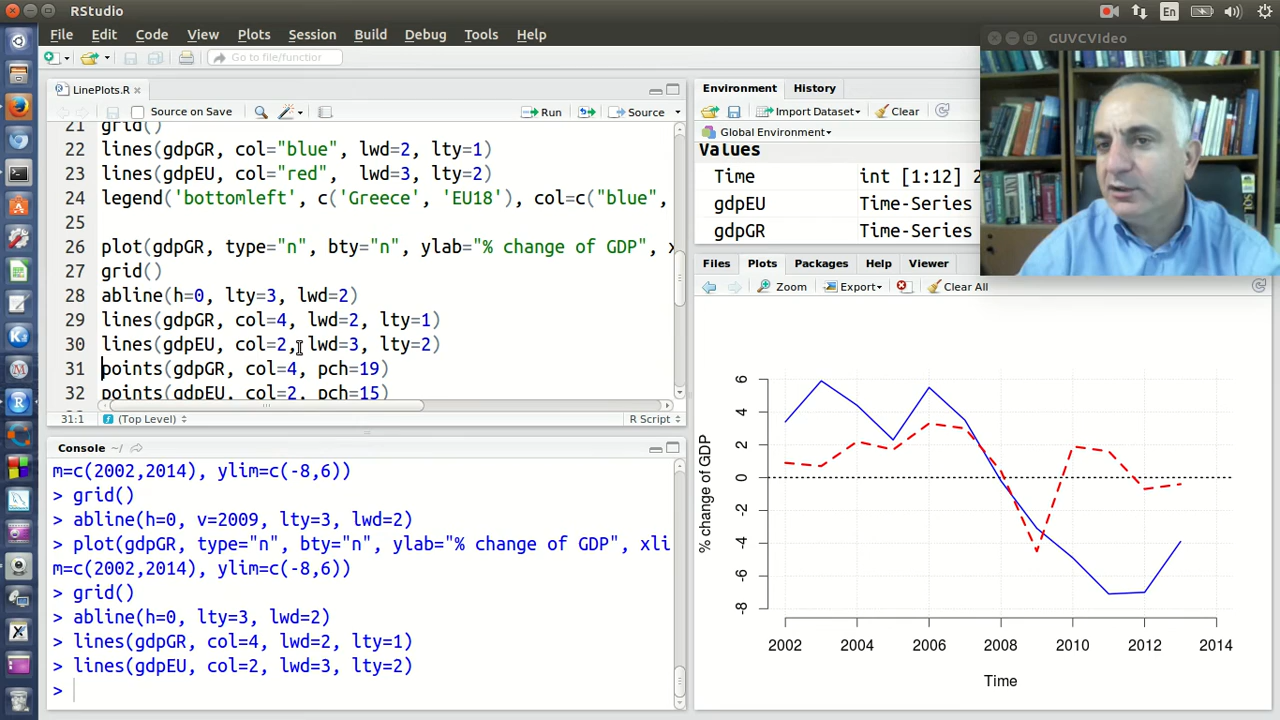 RStudio
En
File Edit Code View Plots Session Build Debug Tools Help
GUVCVIdeo
Go to file/function
LinePlots.R
Source on Save
Run
Source
21 grid()
22 lines(gdpGR, col="blue", lwd=2, lty=1)
23 lines(gdpEU, col="red",  lwd=3, lty=2)
24 legend('bottomleft', c('Greece', 'EU18'), col=c("blue",
25
26 plot(gdpGR, type="n", bty="n", ylab="% change of GDP", x
27 grid()
28 abline(h=0, lty=3, lwd=2)
29 lines(gdpGR, col=4, lwd=2, lty=1)
30 lines(gdpEU, col=2, lwd=3, lty=2)
31 points(gdpGR, col=4, pch=19)
32 points(gdpEU, col=2, pch=15)
31:1 (Top Level) R Script
Console ~/
m=c(2002,2014), ylim=c(-8,6))
> grid()
> abline(h=0, v=2009, lty=3, lwd=2)
> plot(gdpGR, type="n", bty="n", ylab="% change of GDP", xli
m=c(2002,2014), ylim=c(-8,6))
> grid()
> abline(h=0, lty=3, lwd=2)
> lines(gdpGR, col=4, lwd=2, lty=1)
> lines(gdpEU, col=2, lwd=3, lty=2)
>
Environment History
Import Dataset Clear
Global Environment
Values
Time int [1:12] 2
gdpEU Time-Series
gdpGR Time-Series
Files Plots Packages Help Viewer
Zoom Export Clear All
% change of GDP
6
4
2
0
-2
-4
-6
-8
2002 2004 2006 2008 2010 2012 2014
Time